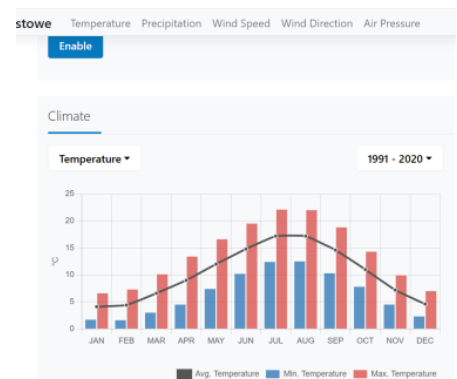 stowe Temperature Precipitation Wind Speed Wind Direction Air Pressure
Enable
Climate
Temperature 1991 - 2020
25
20
15
10
5
0
°C
JAN FEB MAR APR MAY JUN JUL AUG SEP OCT NOV DEC
Avg. Temperature Min. Temperature Max. Temperature